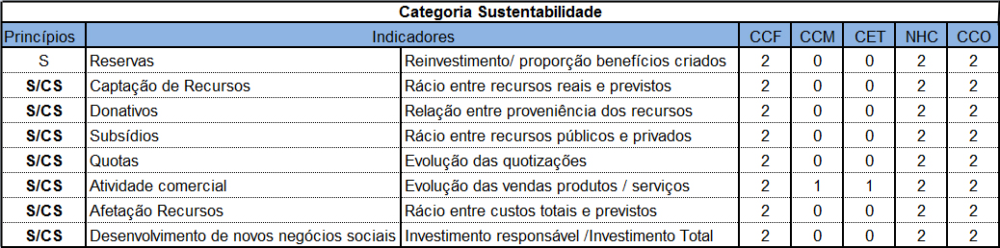 Categoria Sustentabilidade
Princípios Indicadores CCF CCM CET NHC CCO
S Reservas Reinvestimento/ proporção benefícios criados 2 0 0 2 2
S/CS Captação de Recursos Rácio entre recursos reais e previstos 2 0 0 2 2
S/CS Donativos Relação entre proveniência dos recursos 2 0 0 2 2
S/CS Subsídios Rácio entre recursos públicos e privados 2 0 0 2 2
S/CS Quotas Evolução das quotizações 2 0 0 2 2
S/CS Atividade comercial Evolução das vendas produtos / serviços 2 1 1 2 2
S/CS Afetação Recursos Rácio entre custos totais e previstos 2 0 0 2 2
S/CS Desenvolvimento de novos negócios sociais Investimento responsável /Investimento Total 2 0 0 2 2